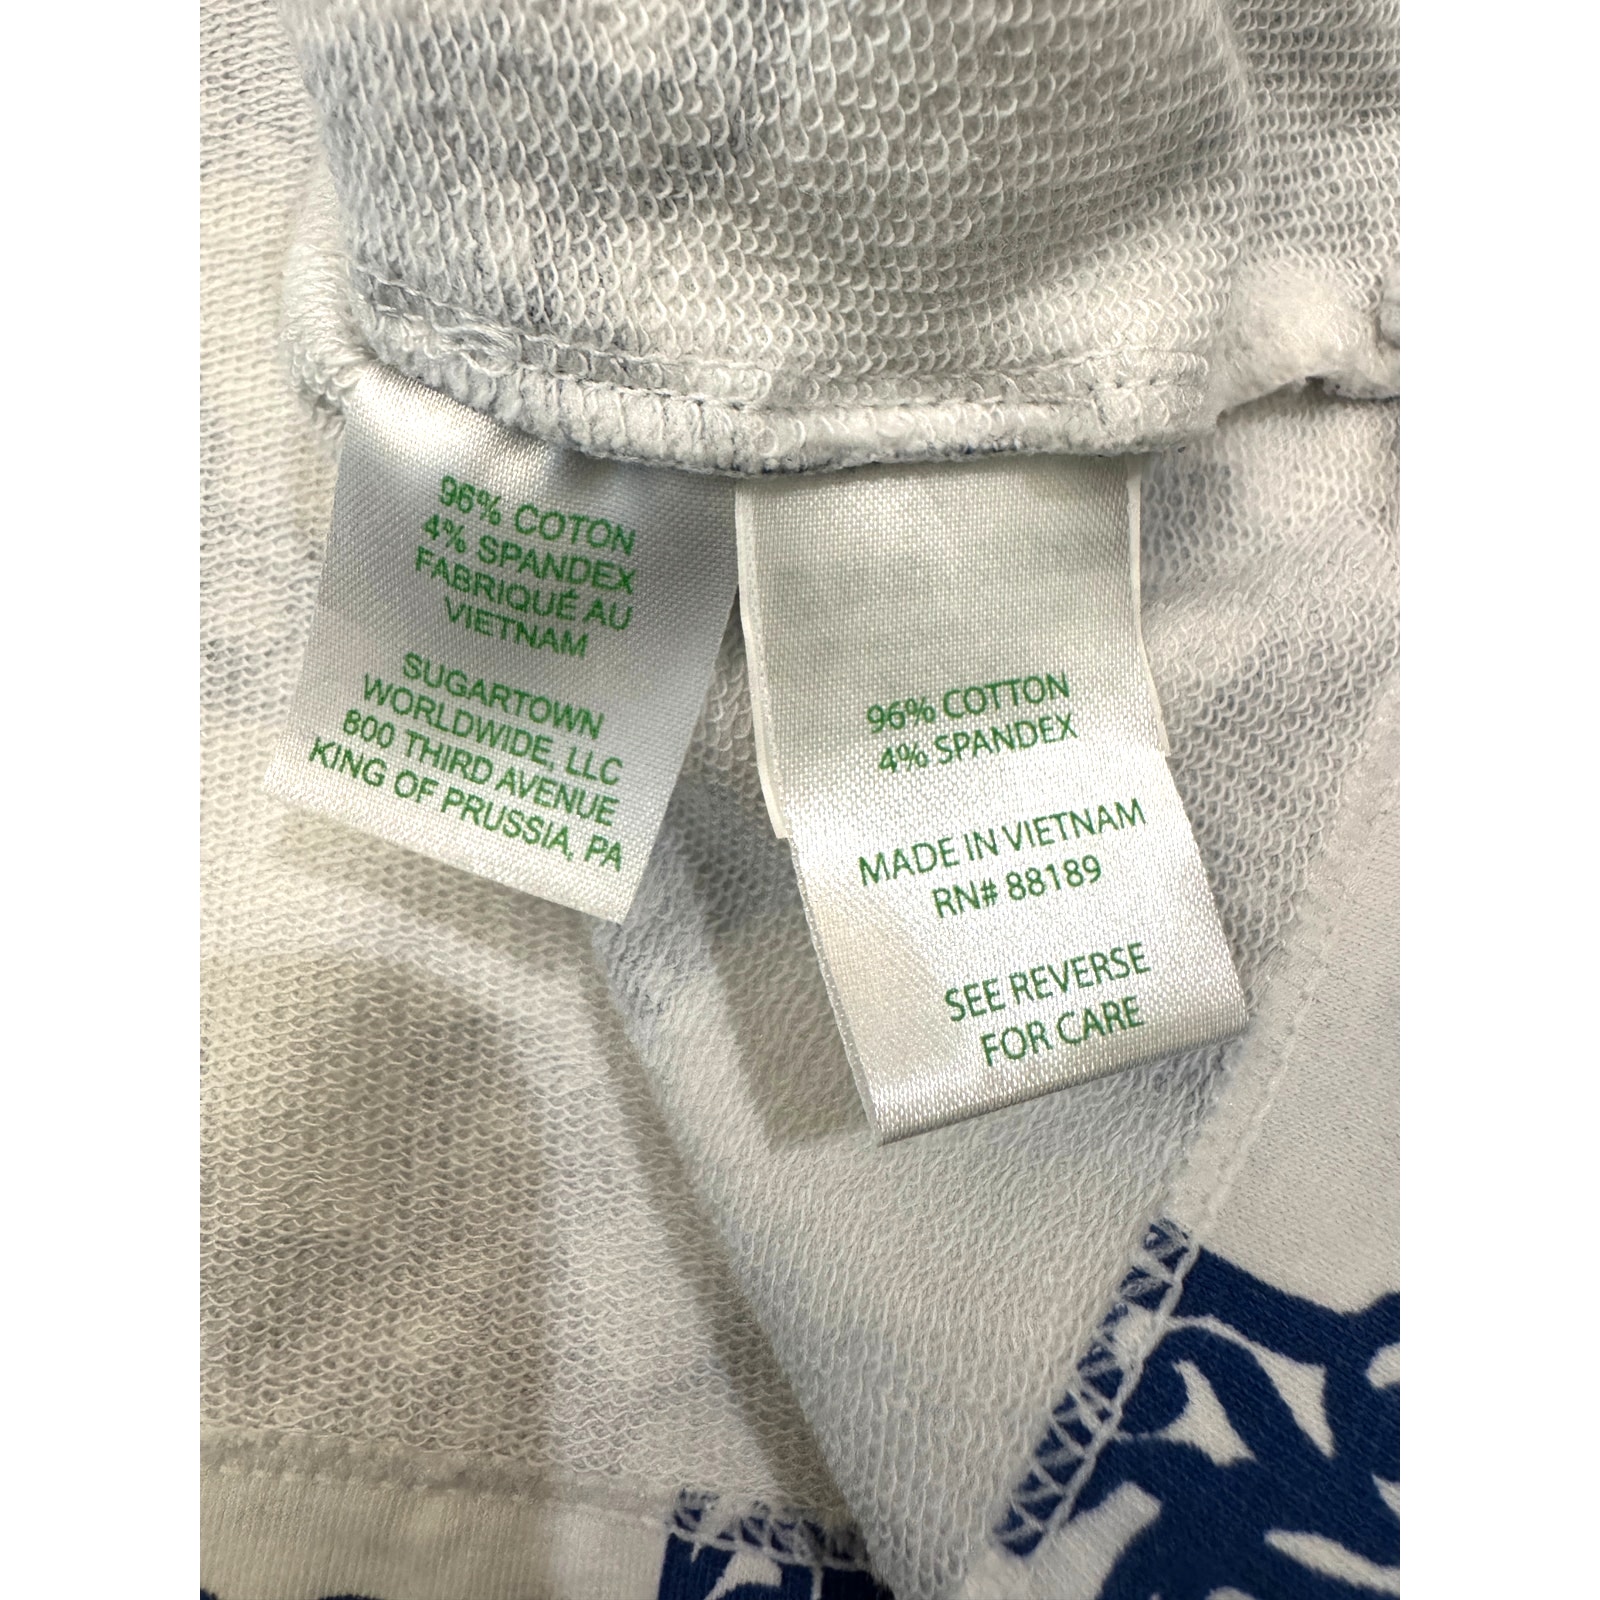 96% COTON
4% SPANDEX
FABRIQUÉ AU
VIETNAM
SUGARTOWN
WORLDWIDE, LLC
800 THIRD AVENUE
KING OF PRUSSIA, PA
96% COTTON
4% SPANDEX
MADE IN VIETNAM
RN# 88189
SEE REVERSE
FOR CARE